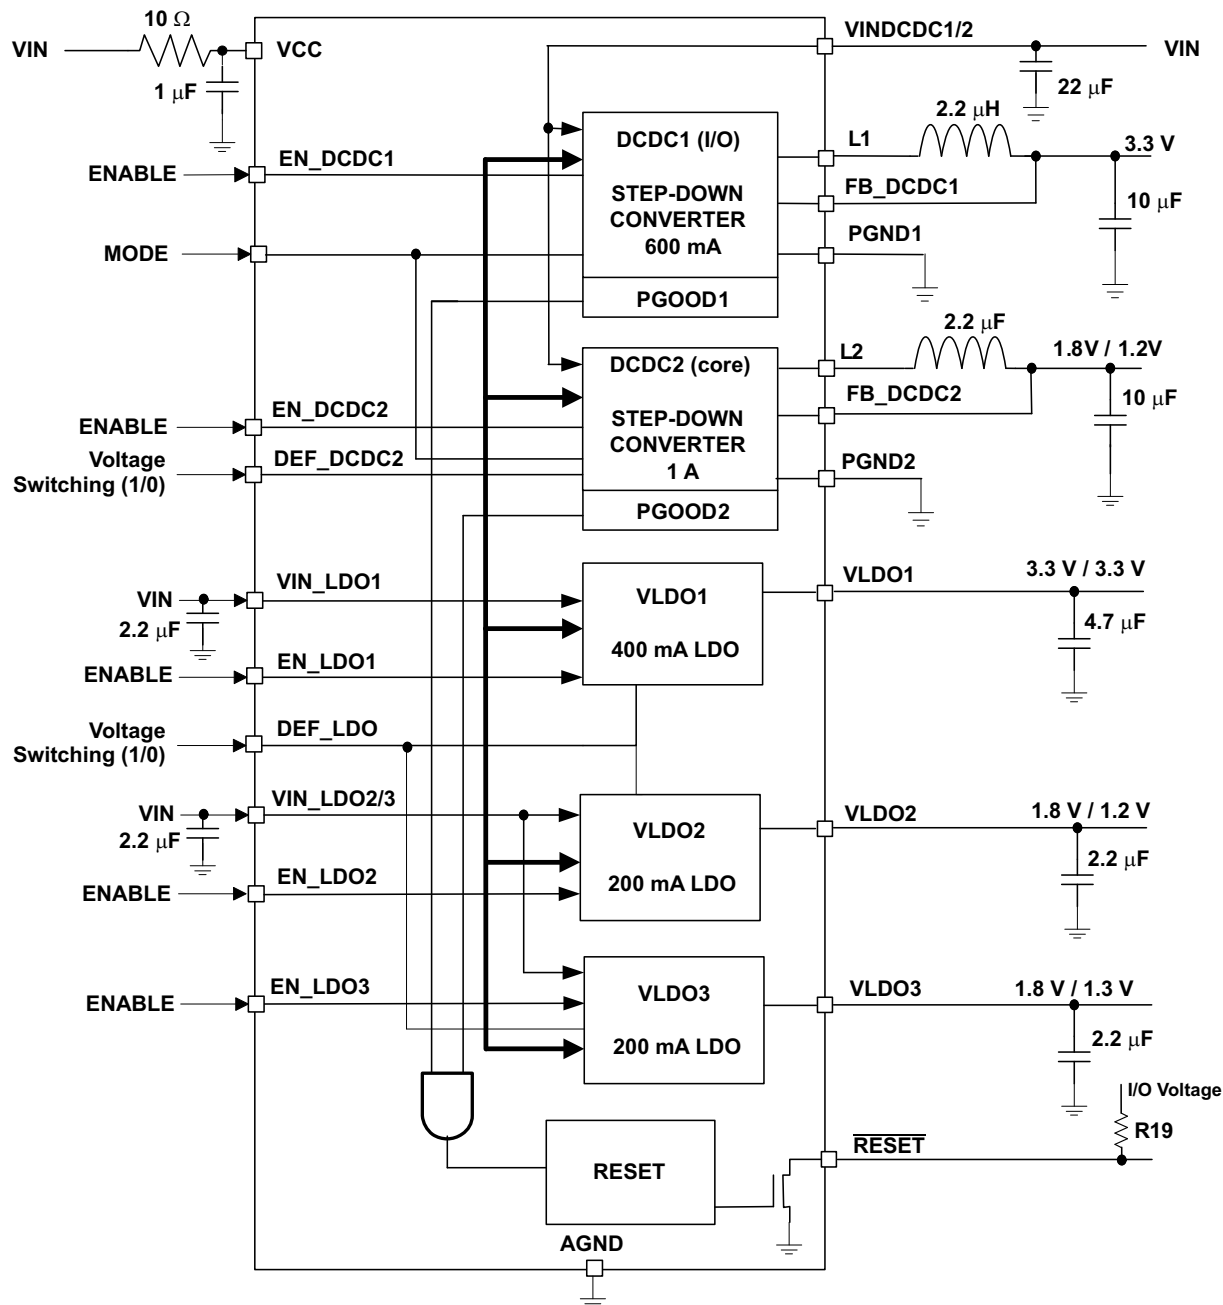 10 Ω
VIN
VCC
1 μF
VINDCDC1/2
VIN
22 μF
2.2 μH
DCDC1 (I/O)
STEP-DOWN
CONVERTER
600 mA
PGOOD1
L1
3.3 V
ENABLE
EN_DCDC1
FB_DCDC1
10 μF
MODE
PGND1
2.2 μF
L2
1.8V / 1.2V
DCDC2 (core)
STEP-DOWN
CONVERTER
1 A
PGOOD2
FB_DCDC2
10 μF
EN_DCDC2
ENABLE
Voltage
Switching (1/0)
DEF_DCDC2
PGND2
VIN
VIN_LDO1
2.2 μF
VLDO1
400 mA LDO
VLDO1
3.3 V / 3.3 V
4.7 μF
ENABLE
EN_LDO1
Voltage
Switching (1/0)
DEF_LDO
VIN
VIN_LDO2/3
2.2 μF
VLDO2
200 mA LDO
VLDO2
1.8 V / 1.2 V
2.2 μF
ENABLE
EN_LDO2
ENABLE
EN_LDO3
VLDO3
200 mA LDO
VLDO3
1.8 V / 1.3 V
2.2 μF
I/O Voltage
R19
RESET
RESET
AGND